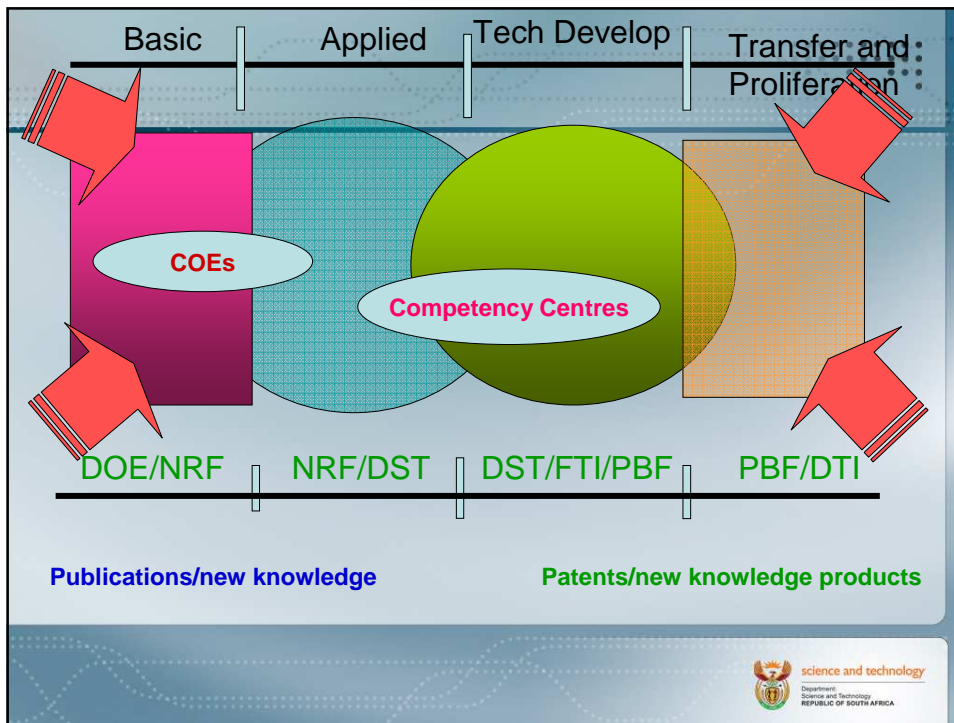 Basic
Applied
Tech Develop
Transfer and
Proliferation
COEs
Competency Centres
DOE/NRF
NRF/DST
DST/FTI/PBF
PBF/DTI
Publications/new knowledge
Patents/new knowledge products
science and technology
Department:
Science and Technology
REPUBLIC OF SOUTH AFRICA